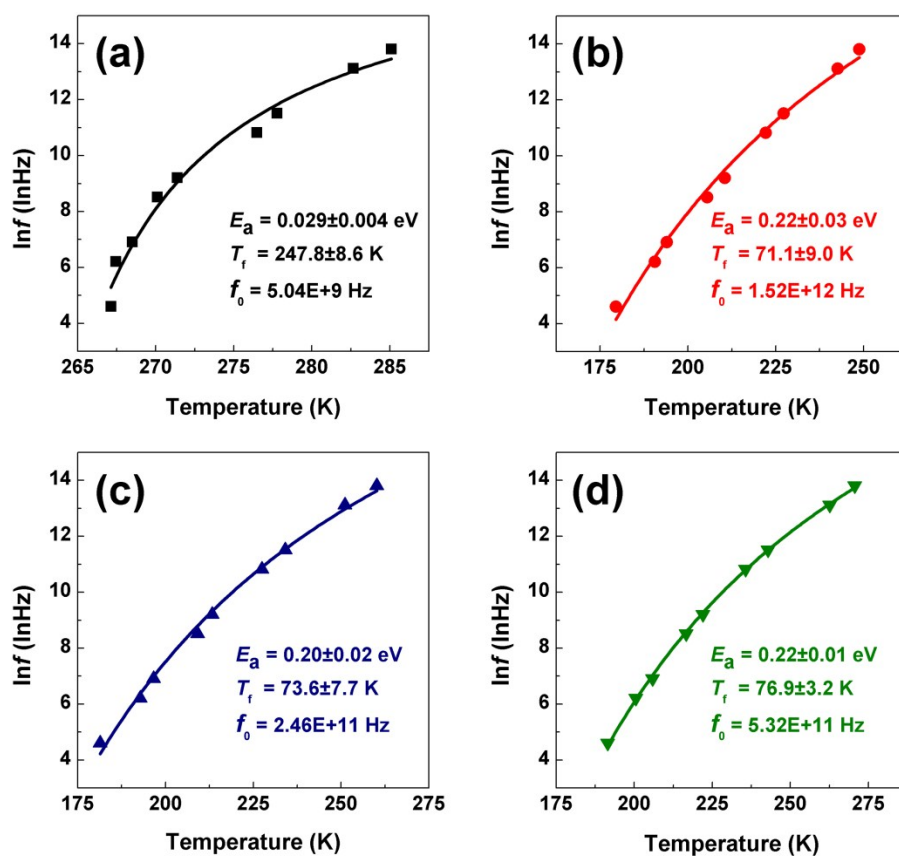 (a)
14
12
10
8
6
4
lnf (lnHz)
Eₐ = 0.029±0.004 eV
T_f = 247.8±8.6 K
f₀ = 5.04E+9 Hz
265 270 275 280 285
Temperature (K)
(b)
14
12
10
8
6
4
lnf (lnHz)
Eₐ = 0.22±0.03 eV
T_f = 71.1±9.0 K
f₀ = 1.52E+12 Hz
175 200 225 250
Temperature (K)
(c)
14
12
10
8
6
4
lnf (lnHz)
Eₐ = 0.20±0.02 eV
T_f = 73.6±7.7 K
f₀ = 2.46E+11 Hz
175 200 225 250 275
Temperature (K)
(d)
14
12
10
8
6
4
lnf (lnHz)
Eₐ = 0.22±0.01 eV
T_f = 76.9±3.2 K
f₀ = 5.32E+11 Hz
200 225 250 275
Temperature (K)